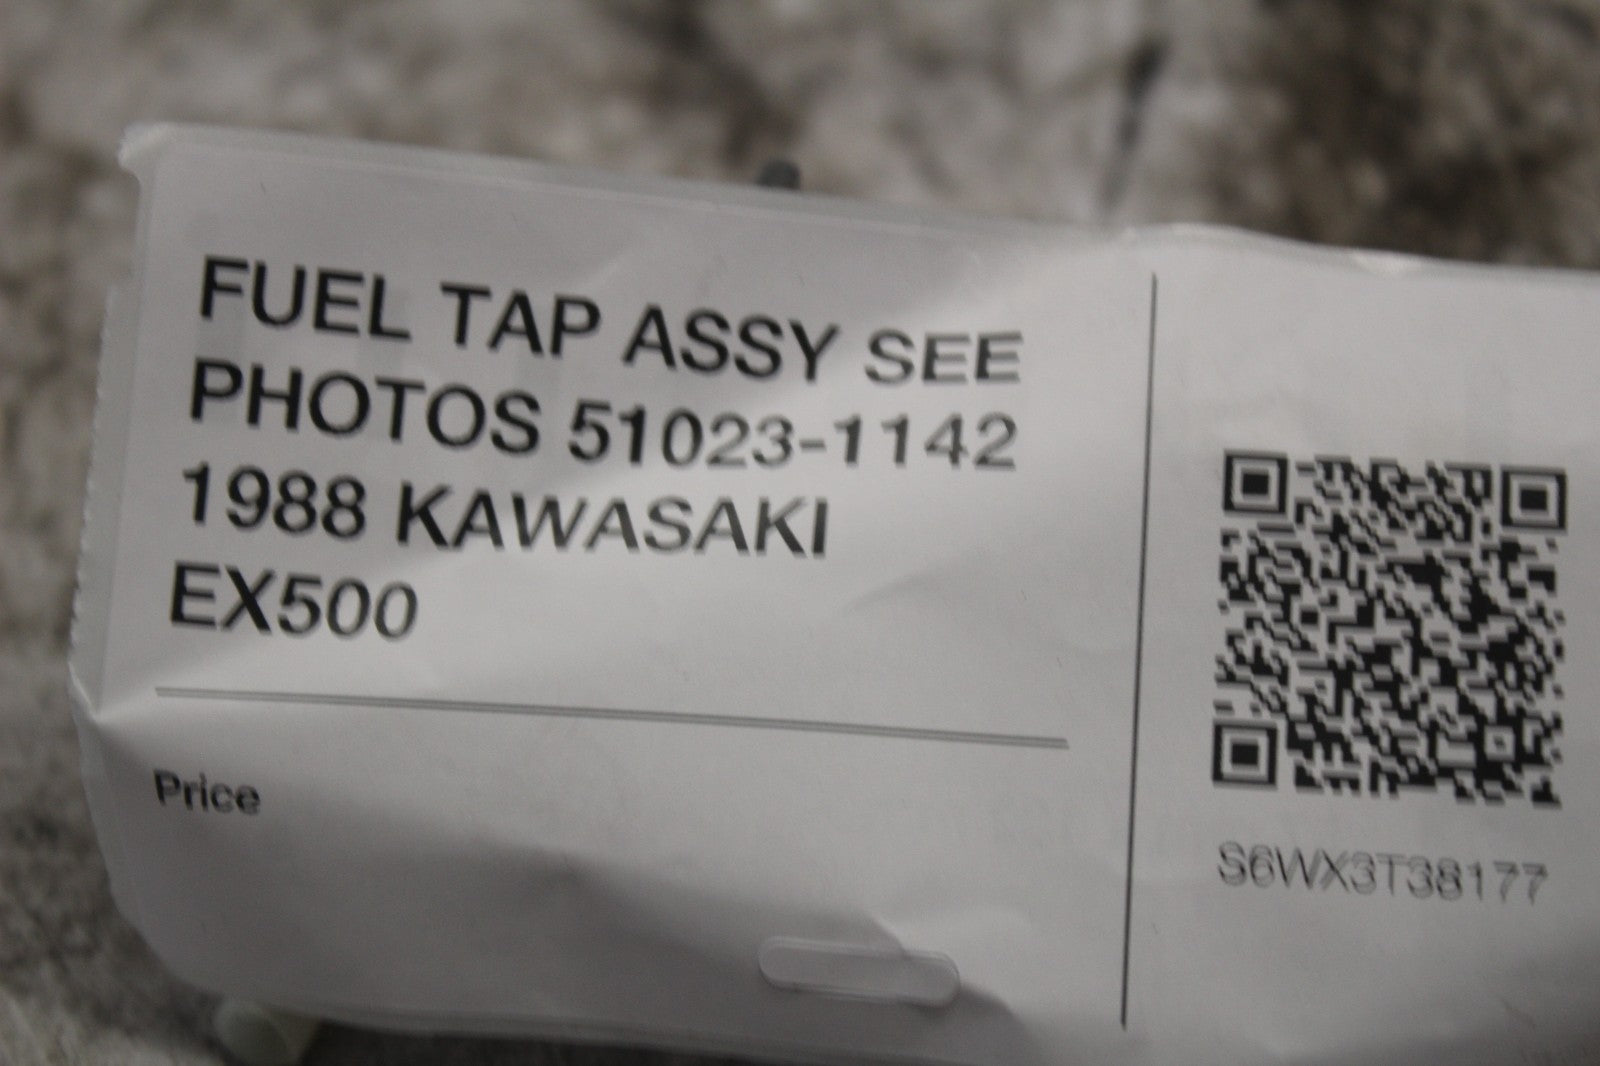 FUEL TAP ASSY SEE
PHOTOS 51023-1142
1988 KAWASAKI
EX500
Price
S6WX3T38177